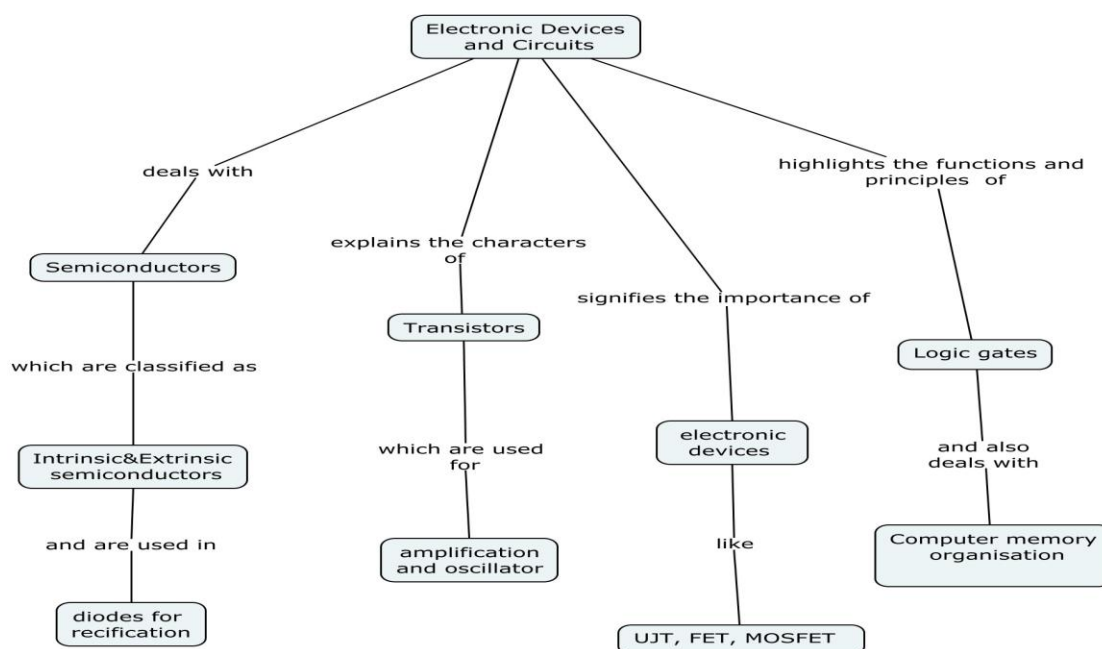 Electronic Devices
and Circuits
deals with
Semiconductors
which are classified as
Intrinsic&Extrinsic
semiconductors
and are used in
diodes for
recification
explains the characters
of
Transistors
which are used
for
amplification
and oscillator
signifies the importance of
electronic
devices
like
UJT, FET, MOSFET
highlights the functions and
principles of
Logic gates
and also
deals with
Computer memory
organisation